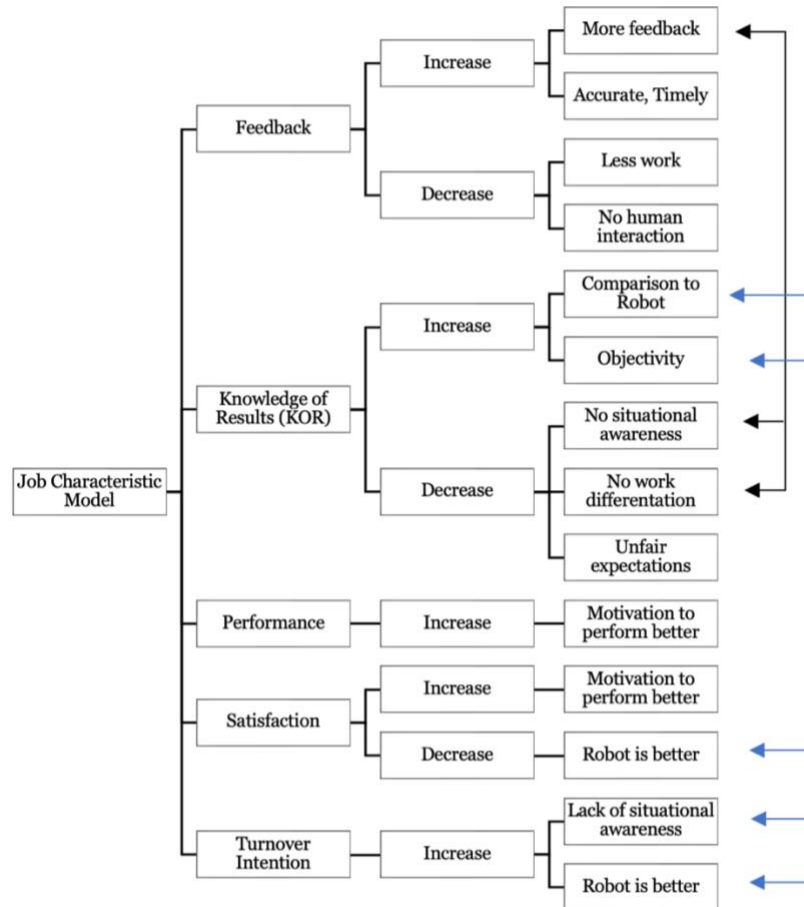 More feedback
Increase
Accurate, Timely
Feedback
Less work
Decrease
No human
interaction
Comparison to
Robot
Increase
Objectivity
Knowledge of
Results (KOR)
No situational
awareness
Decrease
No work
differentation
Unfair
expectations
Job Characteristic
Model
Performance
Increase
Motivation to
perform better
Satisfaction
Increase
Motivation to
perform better
Decrease
Robot is better
Turnover
Intention
Increase
Lack of situational
awareness
Robot is better